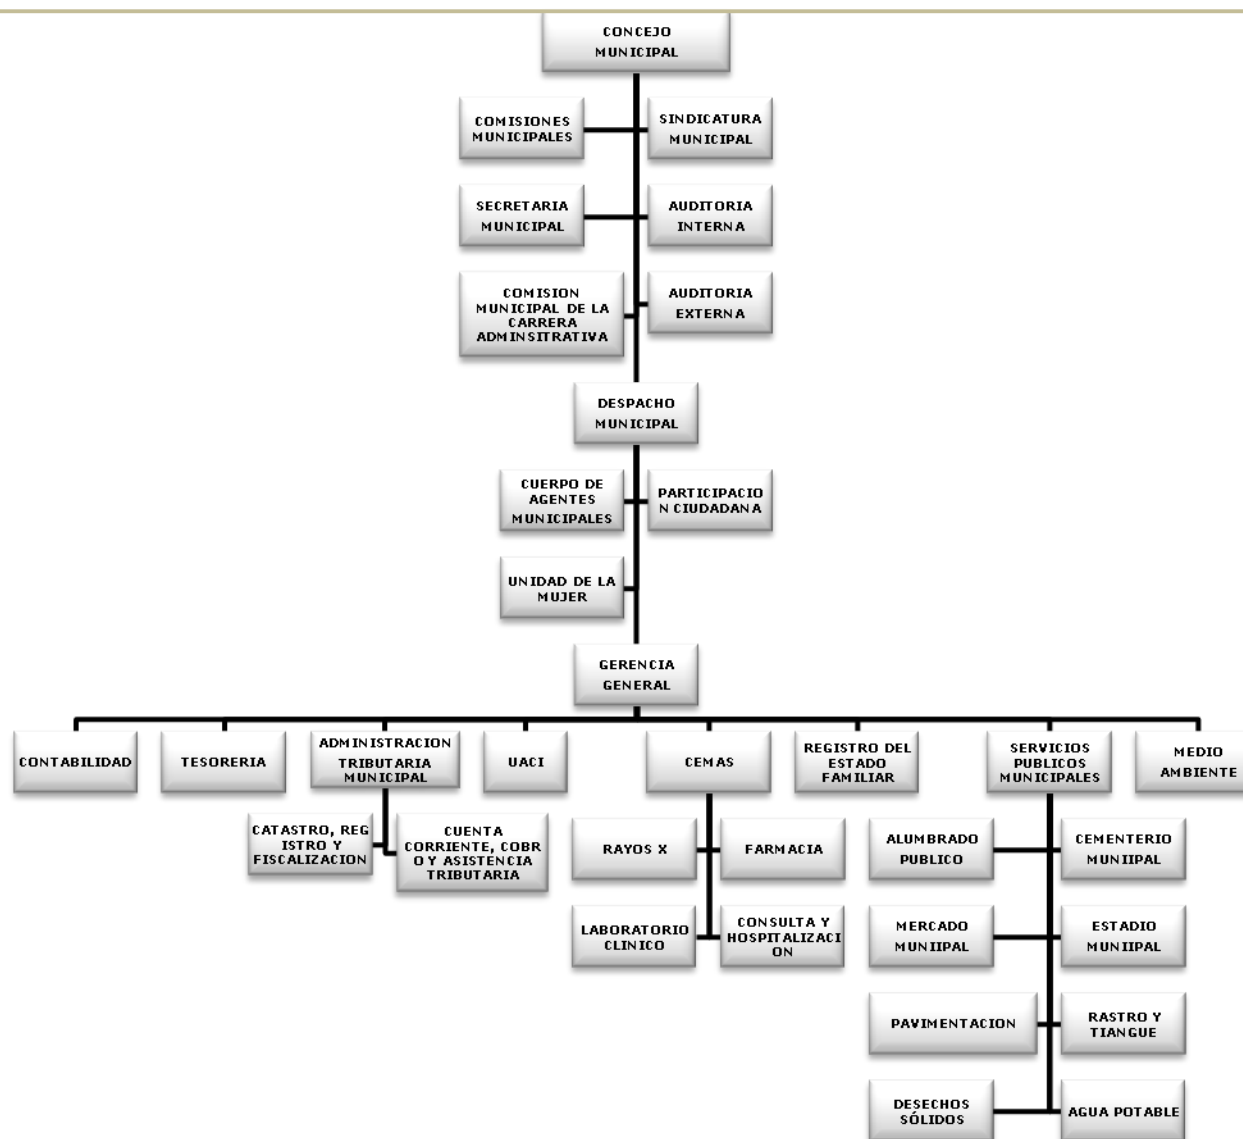 CONCEJO
MUNICIPAL
COMISIONES
MUNICIPALES
SINDICATURA
MUNICIPAL
SECRETARIA
MUNICIPAL
AUDITORIA
INTERNA
COMISION
MUNICIPAL DE LA
CARRERA
ADMINSITRATIVA
AUDITORIA
EXTERNA
DESPACHO
MUNICIPAL
CUERPO DE
AGENTES
MUNICIPALES
PARTICIPACIO
N CIUDADANA
UNIDAD DE LA
MUJER
GERENCIA
GENERAL
CONTABILIDAD
TESORERIA
ADMINISTRACION
TRIBUTARIA
MUNICIPAL
UACI
CEMAS
REGISTRO DEL
ESTADO
FAMILIAR
SERVICIOS
PUBLICOS
MUNICIPALES
MEDIO
AMBIENTE
CATASTRO, REG
ISTRO Y
FISCALIZACION
CUENTA
CORRIENTE, COBR
O Y ASISTENCIA
TRIBUTARIA
RAYOS X
FARMACIA
ALUMBRADO
PUBLICO
CEMENTERIO
MUNIIPAL
LABORATORIO
CLINICO
CONSULTA Y
HOSPITALIZACI
ON
MERCADO
MUNIIPAL
ESTADIO
MUNIIPAL
PAVIMENTACION
RASTRO Y
TIANGUE
DESECHOS
SÓLIDOS
AGUA POTABLE